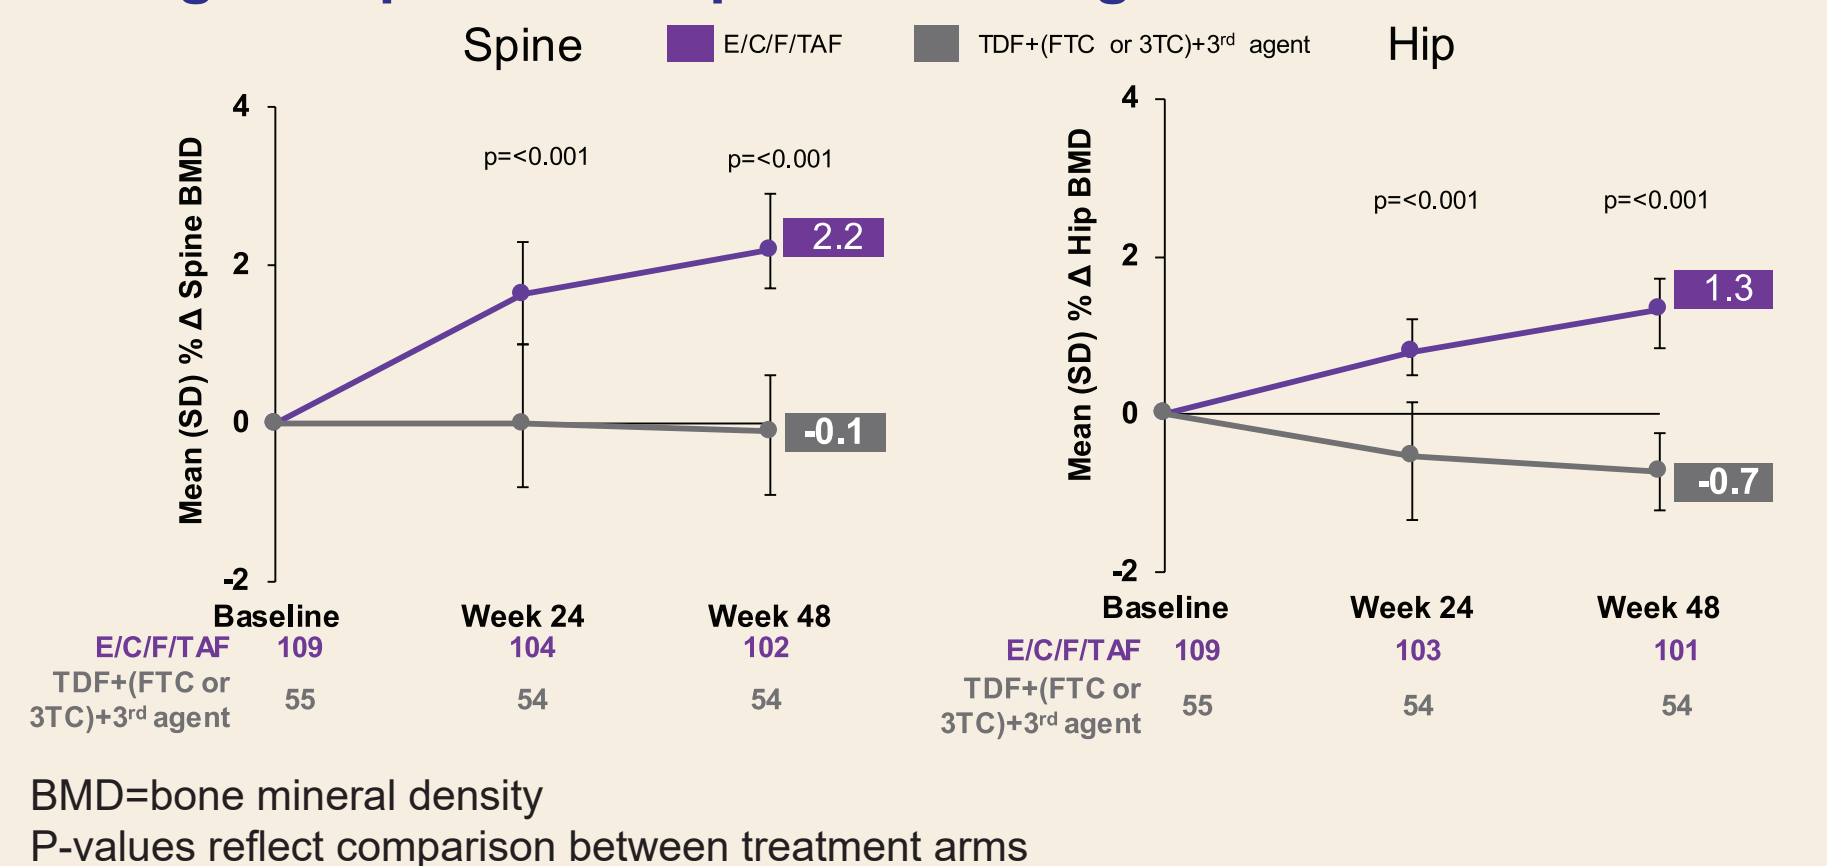 Spine
E/C/F/TAF
TDF+(FTC or 3TC)+3rd agent
Hip
Mean (SD) % Δ Spine BMD
4
2
0
-2
p=<0.001
p=<0.001
2.2
-0.1
Baseline
Week 24
Week 48
E/C/F/TAF 109 104 102
TDF+(FTC or
3TC)+3rd agent
55 54 54
Mean (SD) % Δ Hip BMD
4
2
0
-2
p=<0.001
p=<0.001
1.3
-0.7
Baseline
Week 24
Week 48
E/C/F/TAF 109 103 101
TDF+(FTC or
3TC)+3rd agent
55 54 54
BMD=bone mineral density
P-values reflect comparison between treatment arms